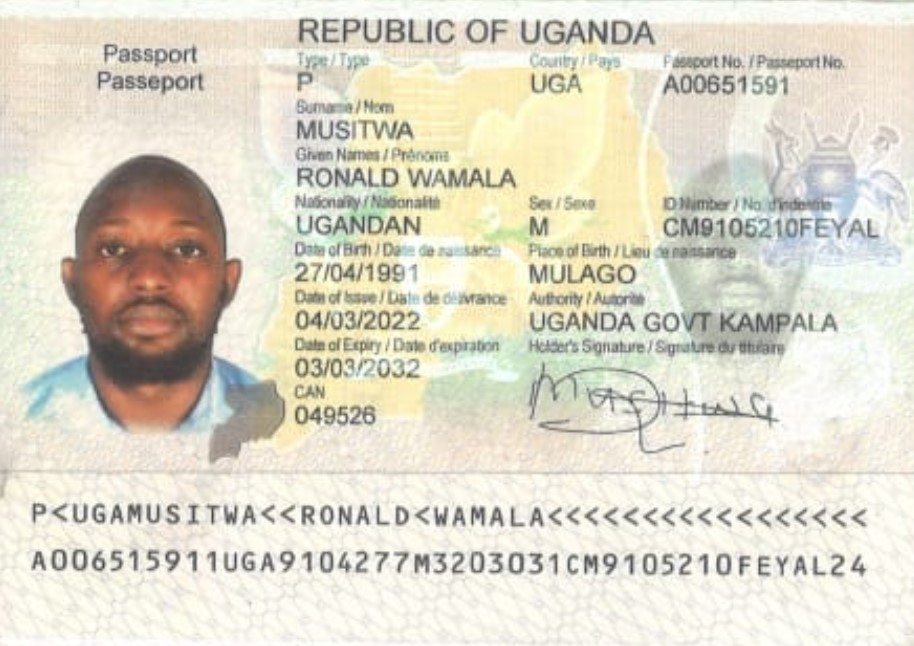 REPUBLIC OF UGANDA
Passport
Passeport
Type / Type
Country / Pays
Passport No. / Passeport No.
P
UGA
A00651591
Surname / Nom
MUSITWA
Given Names / Prénoms
RONALD WAMALA
Nationality / Nationalité
Sex / Sexe
ID Number / No. d'indentité
UGANDAN
M
CM9105210FEYAL
Date of Birth / Date de naissance
Place of Birth / Lieu de naissance
27/04/1991
MULAGO
Date of Issue / Date de délivrance
Authority / Autorité
04/03/2022
UGANDA GOVT KAMPALA
Date of Expiry / Date d'expiration
Holder's Signature / Signature du titulaire
03/03/2032
CAN
049526
P<UGAMUSITWA<<RONALD<WAMALA<<<<<<<<<<<<<<<<<
A006515911UGA9104277M3203031CM9105210FEYAL24